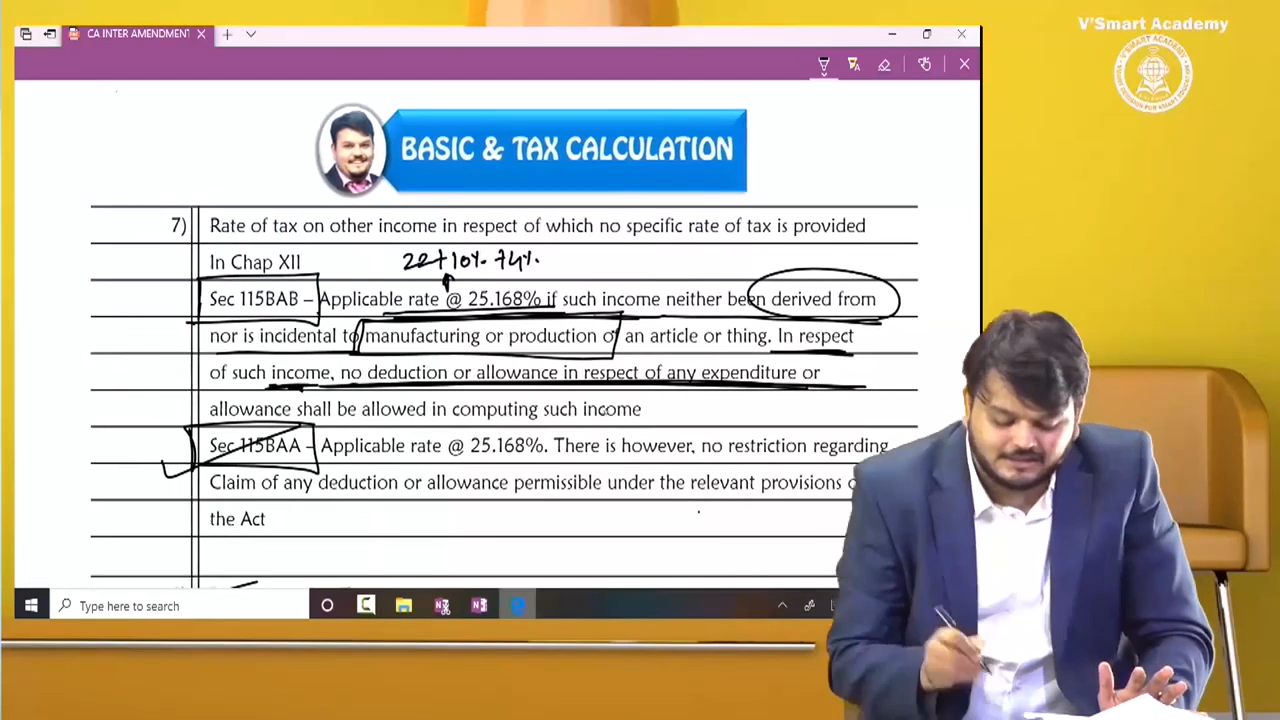 V'Smart Academy
CA INTER AMENDMENT
BASIC & TAX CALCULATION
7) Rate of tax on other income in respect of which no specific rate of tax is provided
In Chap XII
22+10%+4%
Sec 115BAB – Applicable rate @ 25.168% if such income neither been derived from
nor is incidental to manufacturing or production of an article or thing. In respect
of such income, no deduction or allowance in respect of any expenditure or
allowance shall be allowed in computing such income
Sec 115BAA – Applicable rate @ 25.168%. There is however, no restriction regarding
Claim of any deduction or allowance permissible under the relevant provisions
the Act
Type here to search